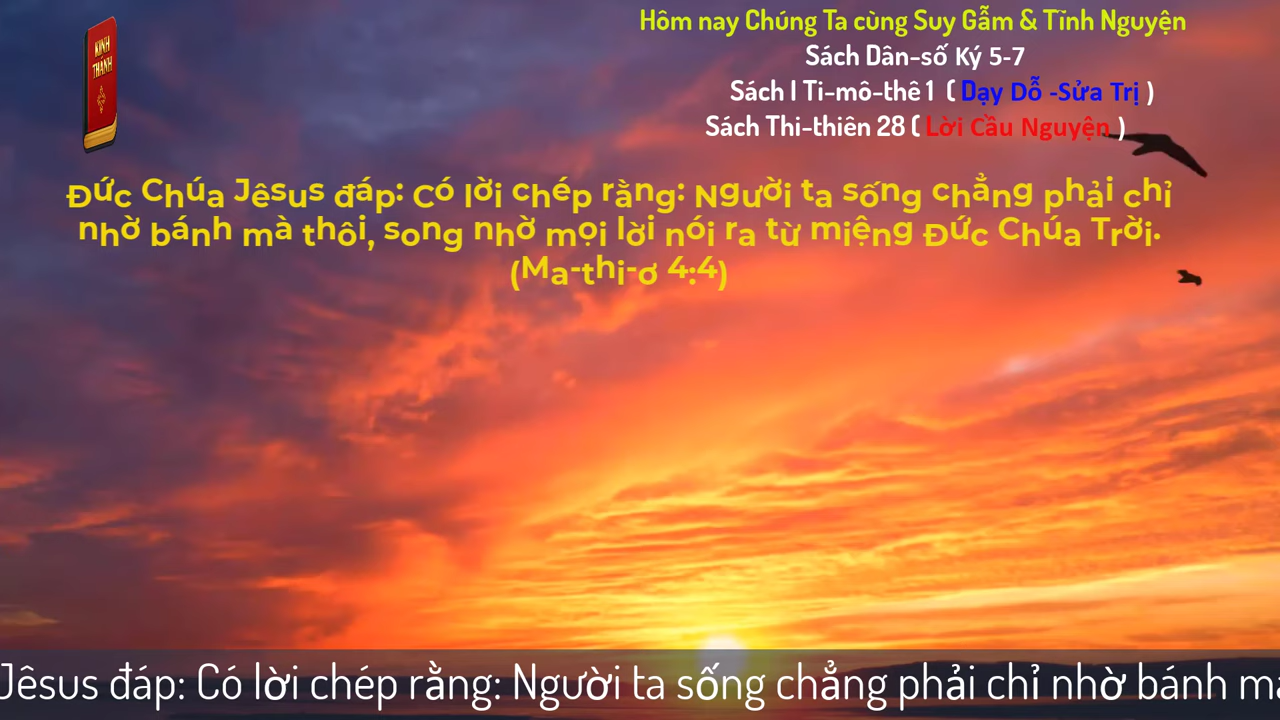 KINH
THÁNH
Hôm nay Chúng Ta cùng Suy Gẫm & Tĩnh Nguyện
Sách Dân-số Ký 5-7
Sách I Ti-mô-thê 1 ( Dạy Dỗ -Sửa Trị )
Sách Thi-thiên 28 ( Lời Cầu Nguyện )
Đức Chúa Jêsus đáp: Có lời chép rằng: Người ta sống chẳng phải chỉ
nhờ bánh mà thôi, song nhờ mọi lời nói ra từ miệng Đức Chúa Trời.
(Ma-thi-ơ 4:4)
Jêsus đáp: Có lời chép rằng: Người ta sống chẳng phải chỉ nhờ bánh mà